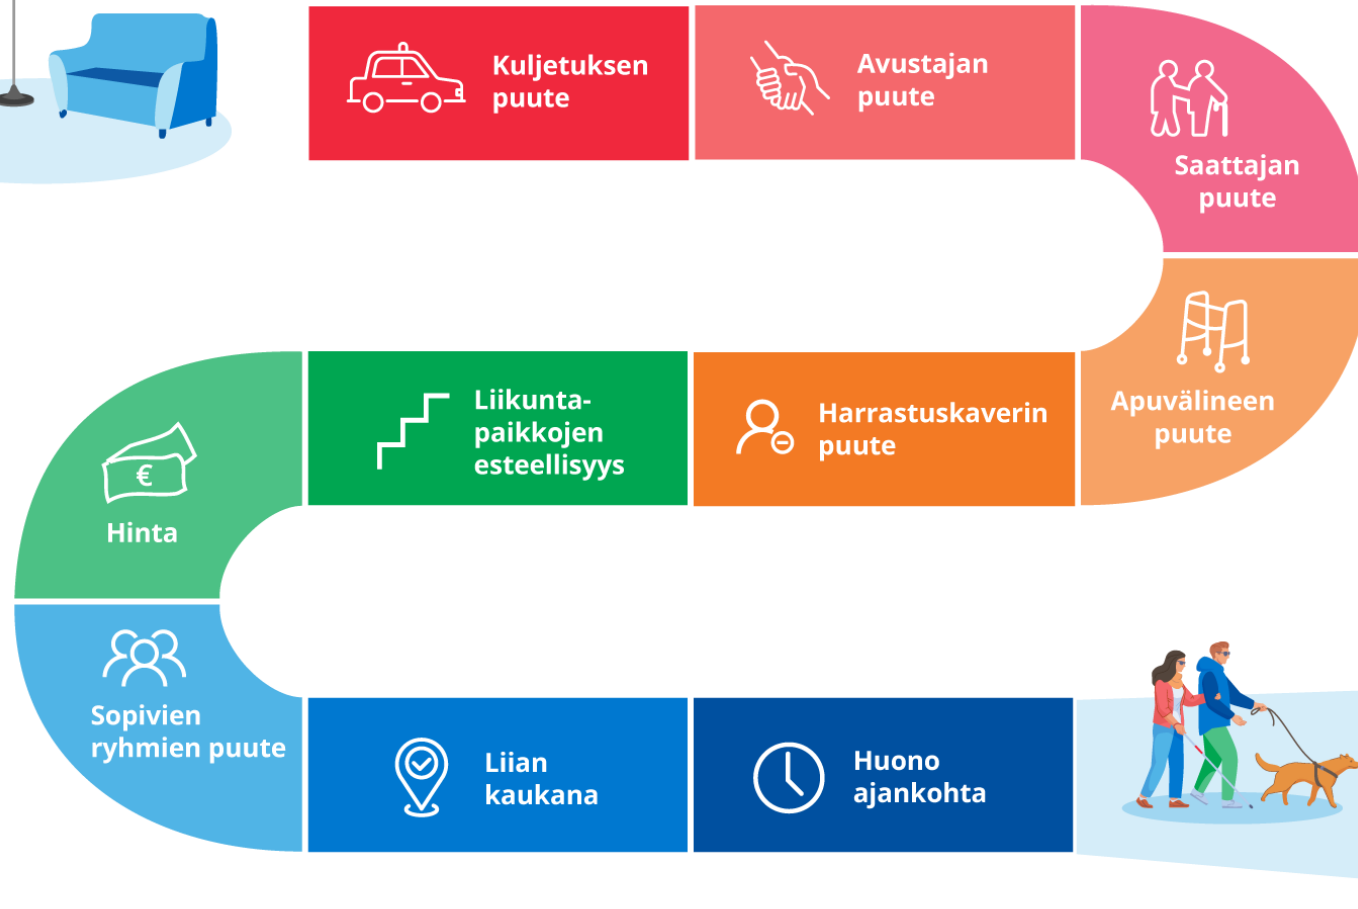 Kuljetuksen
puute
Avustajan
puute
Saattajan
puute
Apuvälineen
puute
Harrastuskaverin
puute
Liikunta-
paikkojen
esteellisyys
€
Hinta
Sopivien
ryhmien puute
Liian
kaukana
Huono
ajankohta